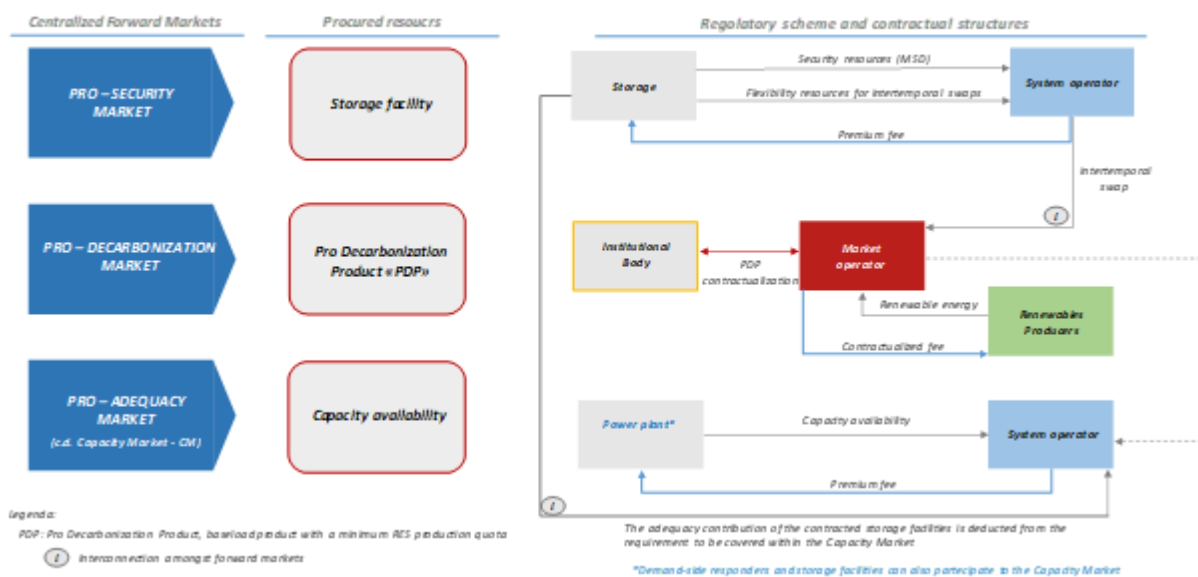 Centralized Forward Markets
Procured resoucrs
Regolatory scheme and contractual structures
PRO – SECURITY
MARKET
Storage facility
Storage
Security resources (MSD)
Flexibility resources for intertemporal swaps
Premium fee
System operator
Intertemporal
swap
i
PRO – DECARBONIZATION
MARKET
Pro Decarbonization
Product «PDP»
Institutional
Body
PDP
contractualization
Market
operator
Renewable energy
Contractualized fee
Renewables
Producers
PRO – ADEQUACY
MARKET
(c.d. Capacity Market - CM)
Capacity availability
Power plant*
Capacity availability
Premium fee
System operator
i
The adequacy contribution of the contracted storage facilities is deducted from the
requirement to be covered within the Capacity Market
*Demand-side responders and storage facilities can also partecipate to the Capacity Market
legenda:
PDP: Pro Decarbonization Product, baseload product with a minimum RES production quota
i Interconnection amongst forward markets